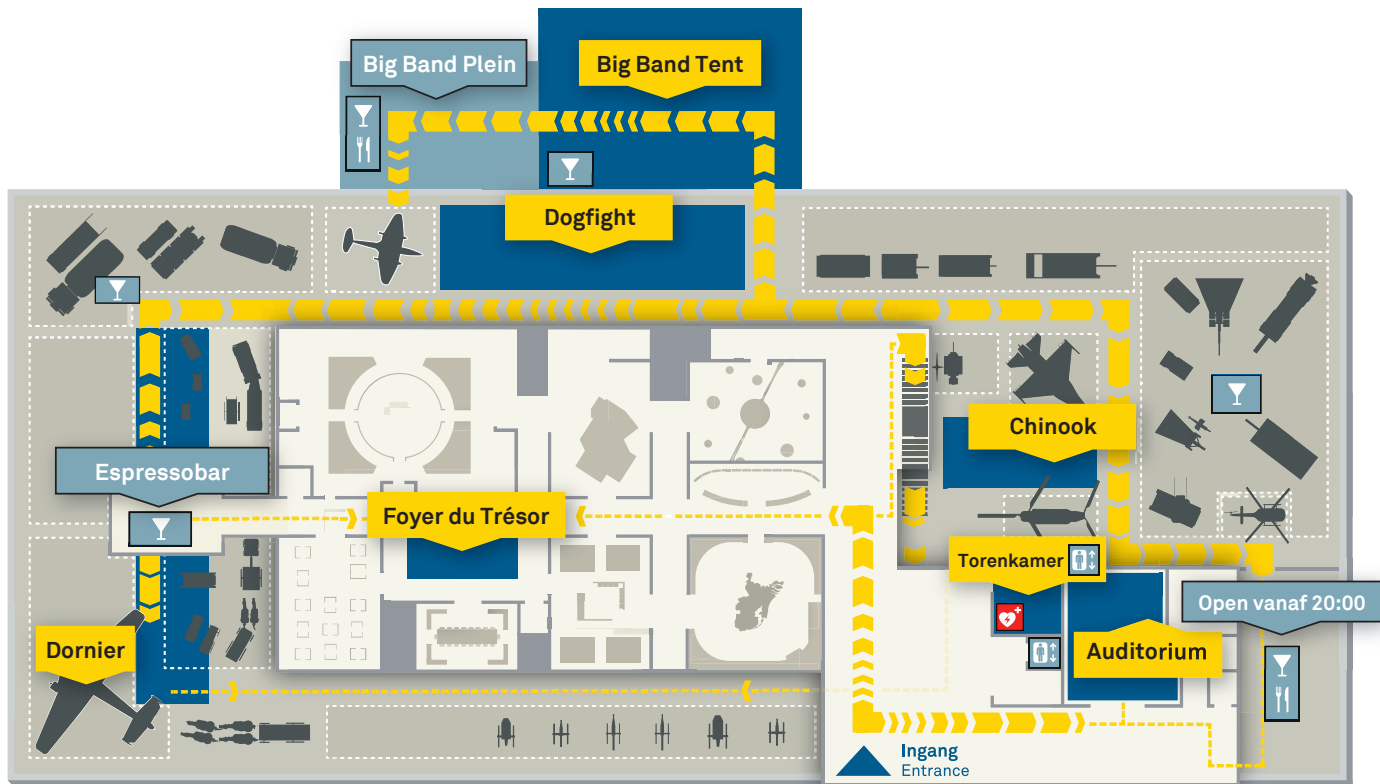 Big Band Plein
Big Band Tent
Dogfight
Chinook
Espressobar
Foyer du Trésor
Torenkamer
Open vanaf 20:00
Dornier
Auditorium
Ingang
Entrance